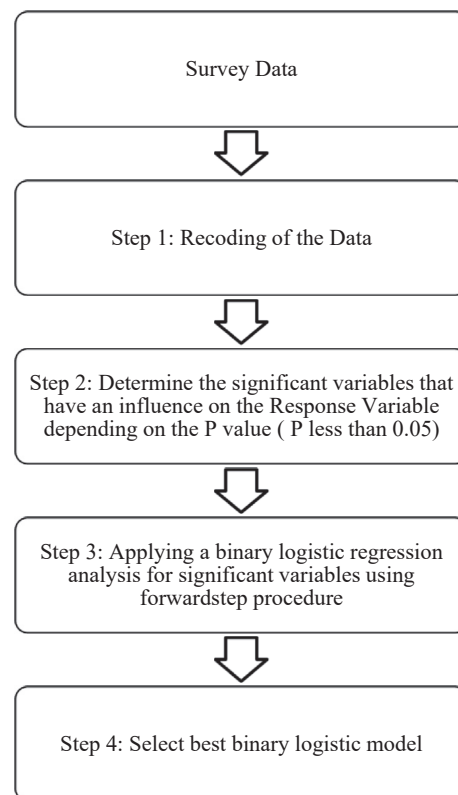 Survey Data
Step 1: Recoding of the Data
Step 2: Determine the significant variables that
have an influence on the Response Variable
depending on the P value ( P less than 0.05)
Step 3: Applying a binary logistic regression
analysis for significant variables using
forwardstep procedure
Step 4: Select best binary logistic model